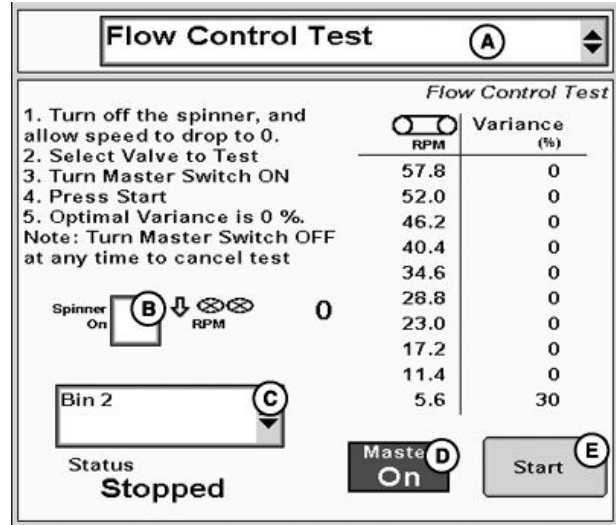 Flow Control Test
A
Flow Control Test
1. Turn off the spinner, and
allow speed to drop to 0.
2. Select Valve to Test
3. Turn Master Switch ON
4. Press Start
5. Optimal Variance is 0 %.
Note: Turn Master Switch OFF
at any time to cancel test
RPM Variance (%)
57.8 0
52.0 0
46.2 0
40.4 0
34.6 0
28.8 0
23.0 0
17.2 0
11.4 0
5.6 30
Spinner
On
B
RPM
0
Bin 2
C
Status
Stopped
Maste
On
D
Start
E